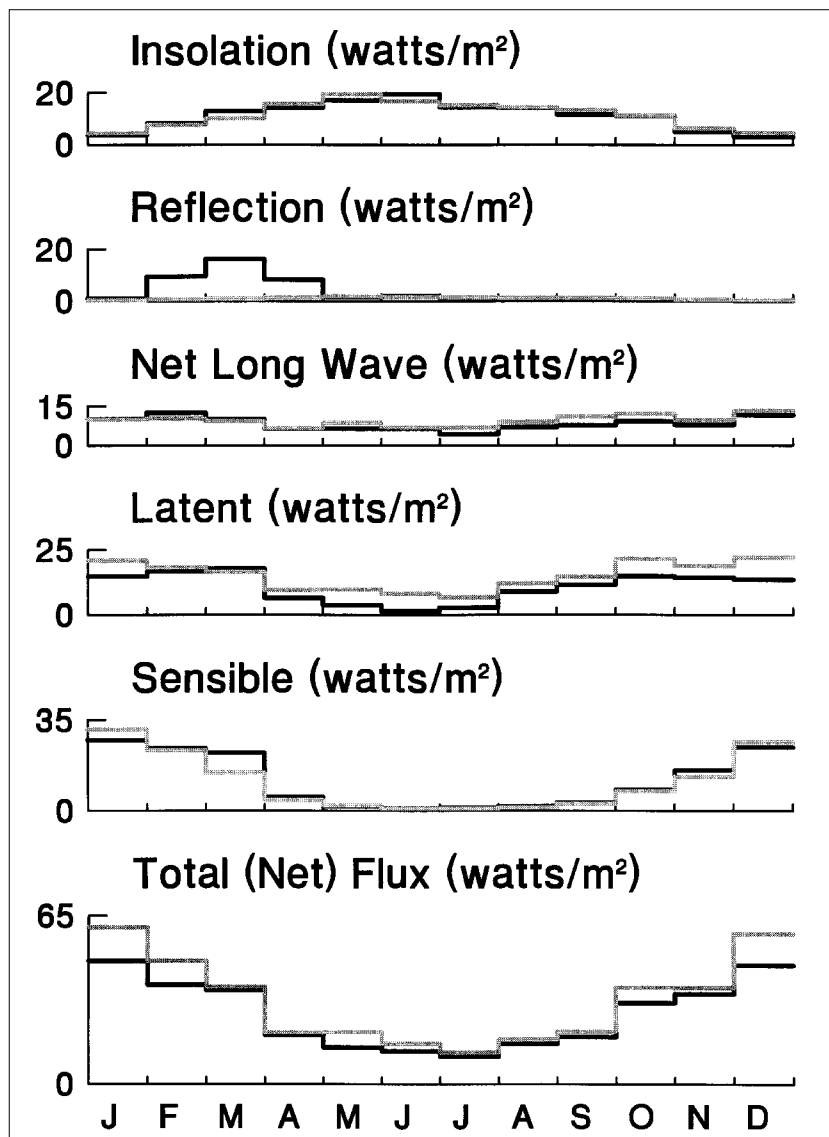 Insolation (watts/m²)
20
0
Reflection (watts/m²)
20
0
Net Long Wave (watts/m²)
15
0
Latent (watts/m²)
25
0
Sensible (watts/m²)
35
0
Total (Net) Flux (watts/m²)
65
0
J F M A M J J A S O N D